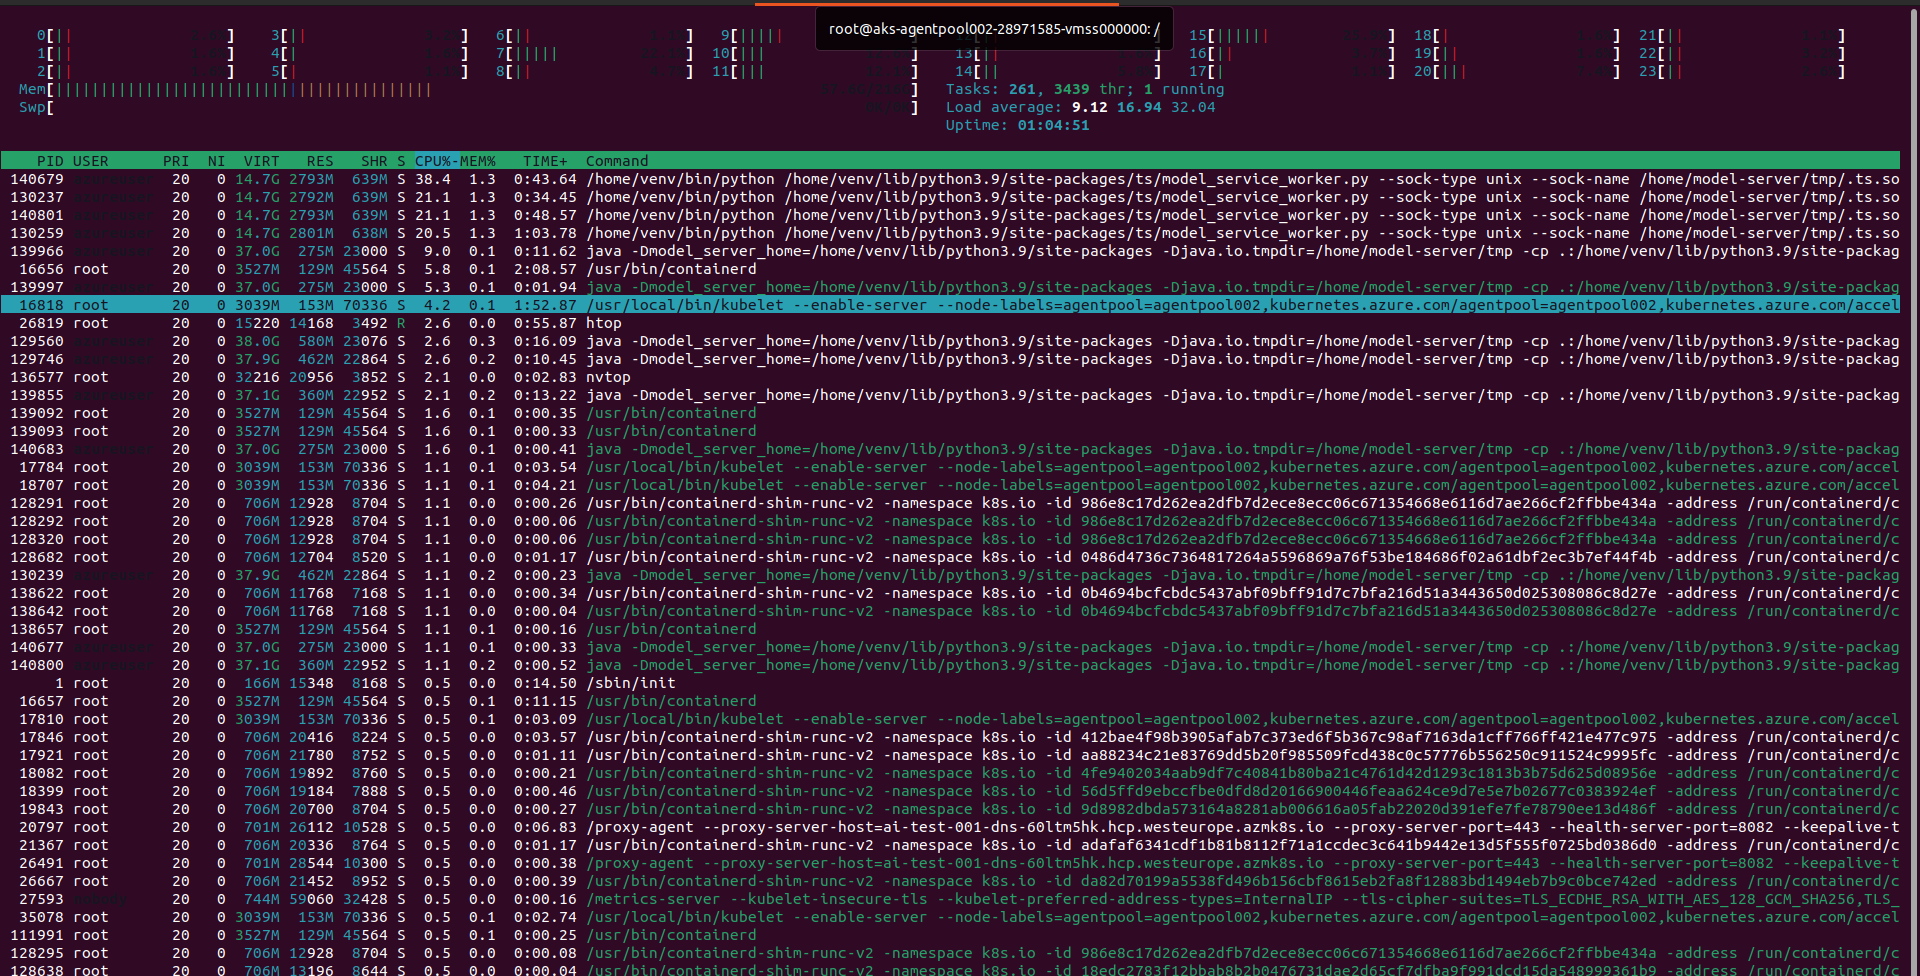 root@aks-agentpool002-28971585-vmss000000: /
0[|| ] 3[|| ] 6[|| ] 9[||||| ] 15[|||||| ] 18[| ] 21[|| ]
1[|| ] 4[| ] 7[||||| ] 10[||| ] 13[|| ] 16[|| ] 19[|| ] 22[|| ]
2[|| ] 5[| ] 8[|| ] 11[||| ] 14[|| ] 17[| ] 20[||| ] 23[|| ]
Mem[ ] Tasks: 261, 3439 thr; 1 running
Swp[ ] Load average: 9.12 16.94 32.04
Uptime: 01:04:51
PID USER PRI NI VIRT RES SHR S CPU%-MEM% TIME+ Command
140679 20 0 14.7G 2793M 639M S 38.4 1.3 0:43.64 /home/venv/bin/python /home/venv/lib/python3.9/site-packages/ts/model_service_worker.py --sock-type unix --sock-name /home/model-server/tmp/.ts.so
130237 20 0 14.7G 2792M 639M S 21.1 1.3 0:34.45 /home/venv/bin/python /home/venv/lib/python3.9/site-packages/ts/model_service_worker.py --sock-type unix --sock-name /home/model-server/tmp/.ts.so
140801 20 0 14.7G 2793M 639M S 21.1 1.3 0:48.57 /home/venv/bin/python /home/venv/lib/python3.9/site-packages/ts/model_service_worker.py --sock-type unix --sock-name /home/model-server/tmp/.ts.so
130259 20 0 14.7G 2801M 638M S 20.5 1.3 1:03.78 /home/venv/bin/python /home/venv/lib/python3.9/site-packages/ts/model_service_worker.py --sock-type unix --sock-name /home/model-server/tmp/.ts.so
139966 20 0 37.0G 275M 23000 S 9.0 0.1 0:11.62 java -Dmodel_server_home=/home/venv/lib/python3.9/site-packages -Djava.io.tmpdir=/home/model-server/tmp -cp .:/home/venv/lib/python3.9/site-packag
16656 root 20 0 3527M 129M 45564 S 5.8 0.1 2:08.57 /usr/bin/containerd
139997 20 0 37.0G 275M 23000 S 5.3 0.1 0:01.94 java -Dmodel_server_home=/home/venv/lib/python3.9/site-packages -Djava.io.tmpdir=/home/model-server/tmp -cp .:/home/venv/lib/python3.9/site-packag
16818 root 20 0 3039M 153M 70336 S 4.2 0.1 1:52.87 /usr/local/bin/kubelet --enable-server --node-labels=agentpool=agentpool002,kubernetes.azure.com/agentpool=agentpool002,kubernetes.azure.com/accel
26819 root 20 0 15220 14168 3492 R 2.6 0.0 0:55.87 htop
129560 20 0 38.0G 580M 23076 S 2.6 0.3 0:16.09 java -Dmodel_server_home=/home/venv/lib/python3.9/site-packages -Djava.io.tmpdir=/home/model-server/tmp -cp .:/home/venv/lib/python3.9/site-packag
129746 20 0 37.9G 462M 22864 S 2.6 0.2 0:10.45 java -Dmodel_server_home=/home/venv/lib/python3.9/site-packages -Djava.io.tmpdir=/home/model-server/tmp -cp .:/home/venv/lib/python3.9/site-packag
136577 root 20 0 32216 20956 3852 S 2.1 0.0 0:02.83 nvtop
139855 20 0 37.1G 360M 22952 S 2.1 0.2 0:13.22 java -Dmodel_server_home=/home/venv/lib/python3.9/site-packages -Djava.io.tmpdir=/home/model-server/tmp -cp .:/home/venv/lib/python3.9/site-packag
139092 root 20 0 3527M 129M 45564 S 1.6 0.1 0:00.35 /usr/bin/containerd
139093 root 20 0 3527M 129M 45564 S 1.6 0.1 0:00.33 /usr/bin/containerd
140683 20 0 37.0G 275M 23000 S 1.6 0.1 0:00.41 java -Dmodel_server_home=/home/venv/lib/python3.9/site-packages -Djava.io.tmpdir=/home/model-server/tmp -cp .:/home/venv/lib/python3.9/site-packag
17784 root 20 0 3039M 153M 70336 S 1.1 0.1 0:03.54 /usr/local/bin/kubelet --enable-server --node-labels=agentpool=agentpool002,kubernetes.azure.com/agentpool=agentpool002,kubernetes.azure.com/accel
18707 root 20 0 3039M 153M 70336 S 1.1 0.1 0:04.21 /usr/local/bin/kubelet --enable-server --node-labels=agentpool=agentpool002,kubernetes.azure.com/agentpool=agentpool002,kubernetes.azure.com/accel
128291 root 20 0 706M 12928 8704 S 1.1 0.0 0:00.26 /usr/bin/containerd-shim-runc-v2 -namespace k8s.io -id 986e8c17d262ea2dfb7d2ece8ecc06c671354668e6116d7ae266cf2ffbbe434a -address /run/containerd/c
128292 root 20 0 706M 12928 8704 S 1.1 0.0 0:00.06 /usr/bin/containerd-shim-runc-v2 -namespace k8s.io -id 986e8c17d262ea2dfb7d2ece8ecc06c671354668e6116d7ae266cf2ffbbe434a -address /run/containerd/c
128320 root 20 0 706M 12928 8704 S 1.1 0.0 0:00.06 /usr/bin/containerd-shim-runc-v2 -namespace k8s.io -id 986e8c17d262ea2dfb7d2ece8ecc06c671354668e6116d7ae266cf2ffbbe434a -address /run/containerd/c
128682 root 20 0 706M 12704 8520 S 1.1 0.0 0:01.17 /usr/bin/containerd-shim-runc-v2 -namespace k8s.io -id 0486d4736c7364817264a5596869a76f53be184686f02a61dbf2ec3b7ef44f4b -address /run/containerd/c
130239 20 0 37.9G 462M 22864 S 1.1 0.2 0:00.23 java -Dmodel_server_home=/home/venv/lib/python3.9/site-packages -Djava.io.tmpdir=/home/model-server/tmp -cp .:/home/venv/lib/python3.9/site-packag
138622 root 20 0 706M 11768 7168 S 1.1 0.0 0:00.34 /usr/bin/containerd-shim-runc-v2 -namespace k8s.io -id 0b4694bcfcbdc5437abf09bff91d7c7bfa216d51a3443650d025308086c8d27e -address /run/containerd/c
138642 root 20 0 706M 11768 7168 S 1.1 0.0 0:00.04 /usr/bin/containerd-shim-runc-v2 -namespace k8s.io -id 0b4694bcfcbdc5437abf09bff91d7c7bfa216d51a3443650d025308086c8d27e -address /run/containerd/c
138657 root 20 0 3527M 129M 45564 S 1.1 0.1 0:00.16 /usr/bin/containerd
140677 20 0 37.0G 275M 23000 S 1.1 0.1 0:00.33 java -Dmodel_server_home=/home/venv/lib/python3.9/site-packages -Djava.io.tmpdir=/home/model-server/tmp -cp .:/home/venv/lib/python3.9/site-packag
140800 20 0 37.1G 360M 22952 S 1.1 0.2 0:00.52 java -Dmodel_server_home=/home/venv/lib/python3.9/site-packages -Djava.io.tmpdir=/home/model-server/tmp -cp .:/home/venv/lib/python3.9/site-packag
1 root 20 0 166M 15348 8168 S 0.5 0.0 0:14.50 /sbin/init
16657 root 20 0 3527M 129M 45564 S 0.5 0.1 0:11.15 /usr/bin/containerd
17810 root 20 0 3039M 153M 70336 S 0.5 0.1 0:03.09 /usr/local/bin/kubelet --enable-server --node-labels=agentpool=agentpool002,kubernetes.azure.com/agentpool=agentpool002,kubernetes.azure.com/accel
17846 root 20 0 706M 20416 8224 S 0.5 0.0 0:03.57 /usr/bin/containerd-shim-runc-v2 -namespace k8s.io -id 412bae4f98b3905afab7c373ed6f5b367c98af7163da1cff766ff421e477c975 -address /run/containerd/c
17921 root 20 0 706M 21780 8752 S 0.5 0.0 0:01.11 /usr/bin/containerd-shim-runc-v2 -namespace k8s.io -id aa88234c21e83769dd5b20f985509fcd438c0c57776b556250c911524c9995fc -address /run/containerd/c
18082 root 20 0 706M 19892 8760 S 0.5 0.0 0:00.21 /usr/bin/containerd-shim-runc-v2 -namespace k8s.io -id 4fe9402034aab9df7c40841b80ba21c4761d42d1293c1813b3b75d625d08956e -address /run/containerd/c
18399 root 20 0 706M 19184 7888 S 0.5 0.0 0:00.46 /usr/bin/containerd-shim-runc-v2 -namespace k8s.io -id 56d5ffd9ebccfbe0dfd8d20166900446feaa624ce9d7e5e7b02677c0383924ef -address /run/containerd/c
19843 root 20 0 706M 20700 8704 S 0.5 0.0 0:00.27 /usr/bin/containerd-shim-runc-v2 -namespace k8s.io -id 9d8982dbda573164a8281ab006616a05fab22020d391efe7fe78790ee13d486f -address /run/containerd/c
20797 root 20 0 701M 26112 10528 S 0.5 0.0 0:06.83 /proxy-agent --proxy-server-host=ai-test-001-dns-60ltm5hk.hcp.westeurope.azmk8s.io --proxy-server-port=443 --health-server-port=8082 --keepalive-t
21367 root 20 0 706M 20336 8764 S 0.5 0.0 0:01.17 /usr/bin/containerd-shim-runc-v2 -namespace k8s.io -id adafaf6341cdf1b81b8112f71a1ccdec3c641b9442e13d5f555f0725bd0386d0 -address /run/containerd/c
26491 root 20 0 701M 28544 10300 S 0.5 0.0 0:00.38 /proxy-agent --proxy-server-host=ai-test-001-dns-60ltm5hk.hcp.westeurope.azmk8s.io --proxy-server-port=443 --health-server-port=8082 --keepalive-t
26667 root 20 0 706M 21452 8952 S 0.5 0.0 0:00.39 /usr/bin/containerd-shim-runc-v2 -namespace k8s.io -id da82d70199a5538fd496b156cbf8615eb2fa8f12883bd1494eb7b9c0bce742ed -address /run/containerd/c
27593 20 0 744M 59060 32428 S 0.5 0.0 0:00.16 /metrics-server --kubelet-insecure-tls --kubelet-preferred-address-types=InternalIP --tls-cipher-suites=TLS_ECDHE_RSA_WITH_AES_128_GCM_SHA256,TLS_
35078 root 20 0 3039M 153M 70336 S 0.5 0.1 0:02.74 /usr/local/bin/kubelet --enable-server --node-labels=agentpool=agentpool002,kubernetes.azure.com/agentpool=agentpool002,kubernetes.azure.com/accel
111991 root 20 0 3527M 129M 45564 S 0.5 0.1 0:00.25 /usr/bin/containerd
128295 root 20 0 706M 12928 8704 S 0.5 0.0 0:00.08 /usr/bin/containerd-shim-runc-v2 -namespace k8s.io -id 986e8c17d262ea2dfb7d2ece8ecc06c671354668e6116d7ae266cf2ffbbe434a -address /run/containerd/c
128638 root 20 0 706M 13196 8644 S 0.5 0.0 0:00.04 /usr/bin/containerd-shim-runc-v2 -namespace k8s.io -id 18edc2783f12bbab8b2b0476731dae2d65cf7dfba9f991dcd15da548999361b9 -address /run/containerd/c